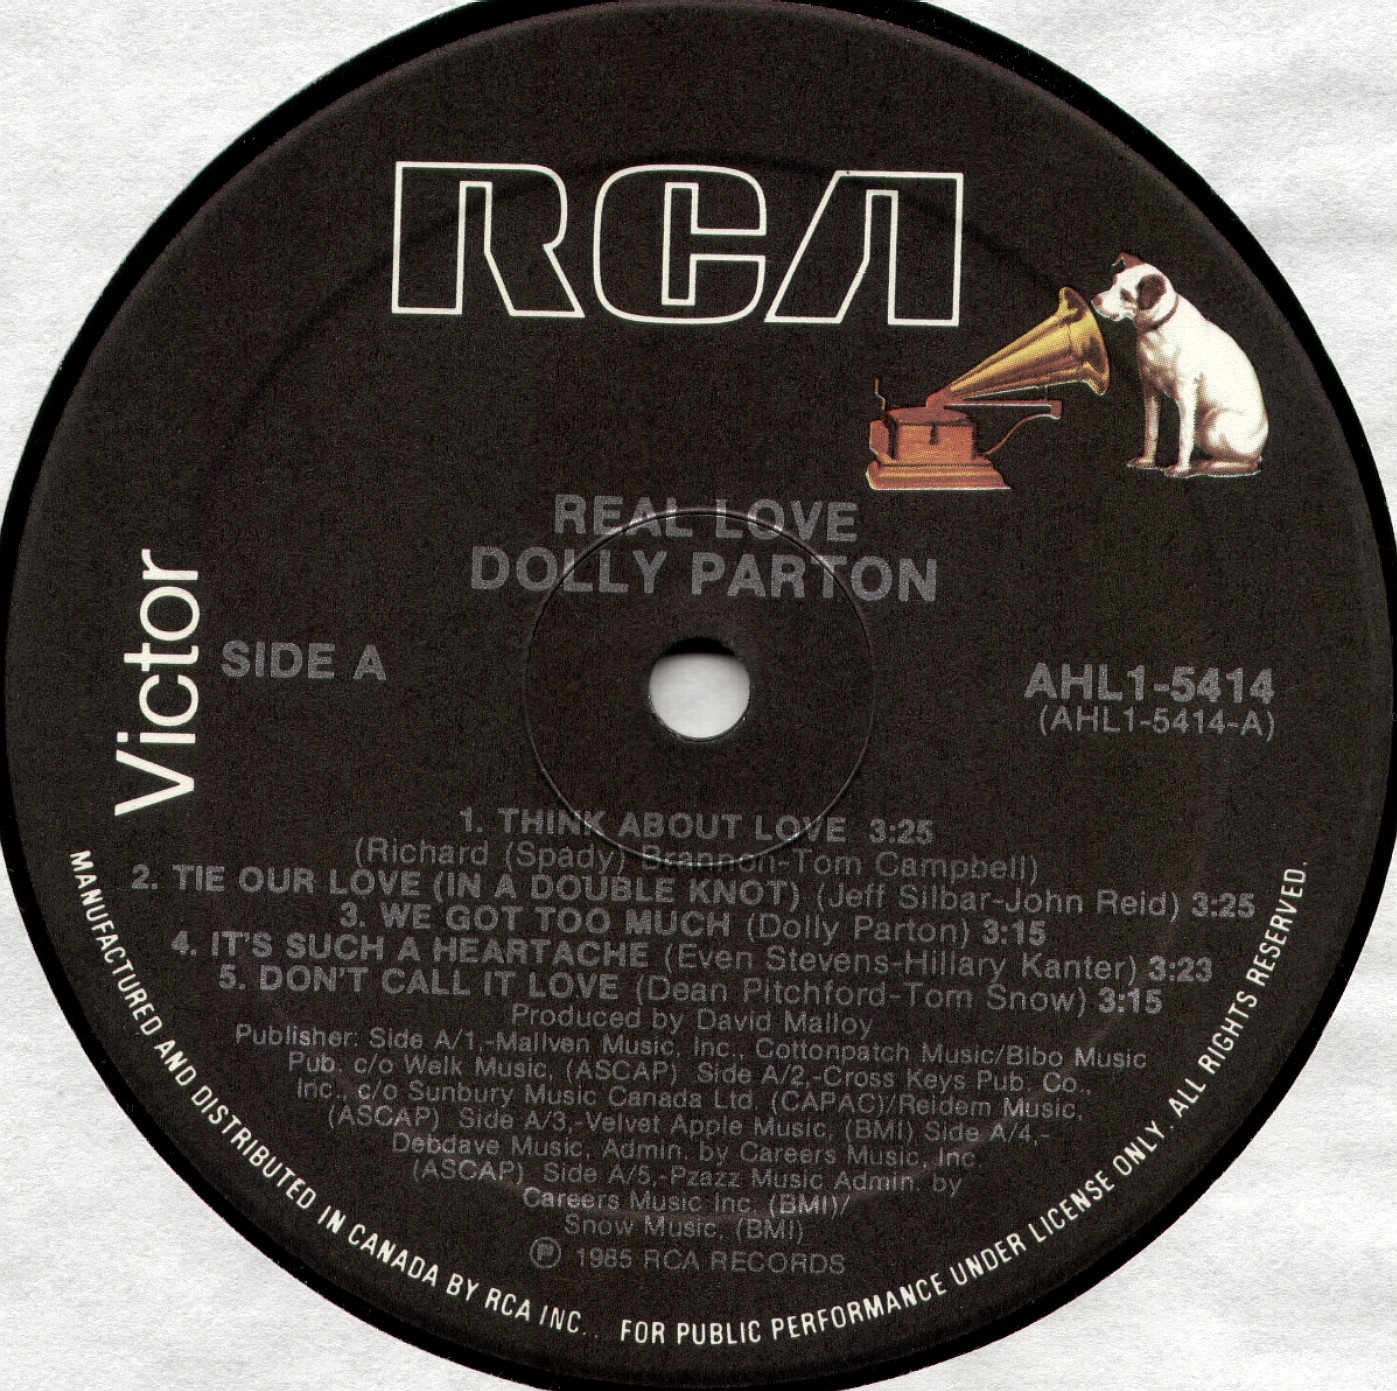 RCA
Victor
REAL LOVE
DOLLY PARTON
SIDE A
AHL1-5414
(AHL1-5414-A)
1. THINK ABOUT LOVE 3:25
(Richard (Spady) Brannon-Tom Campbell)
2. TIE OUR LOVE (IN A DOUBLE KNOT) (Jeff Silbar-John Reid) 3:25
3. WE GOT TOO MUCH (Dolly Parton) 3:15
4. IT'S SUCH A HEARTACHE (Even Stevens-Hillary Kanter) 3:23
5. DON'T CALL IT LOVE (Dean Pitchford-Tom Snow) 3:15
Produced by David Malloy
Publisher: Side A/1,-Mallven Music, Inc., Cottonpatch Music/Bibo Music
Pub. c/o Welk Music, (ASCAP) Side A/2,-Cross Keys Pub. Co.,
Inc., c/o Sunbury Music Canada Ltd. (CAPAC)/Reidem Music,
(ASCAP) Side A/3,-Velvet Apple Music, (BMI) Side A/4,-
Debdave Music, Admin. by Careers Music, Inc.
(ASCAP) Side A/5,-Pzazz Music Admin. by
Careers Music Inc. (BMI)/
Snow Music, (BMI)
℗ 1985 RCA RECORDS
MANUFACTURED AND DISTRIBUTED IN CANADA BY RCA INC.. FOR PUBLIC PERFORMANCE UNDER LICENSE ONLY. ALL RIGHTS RESERVED.